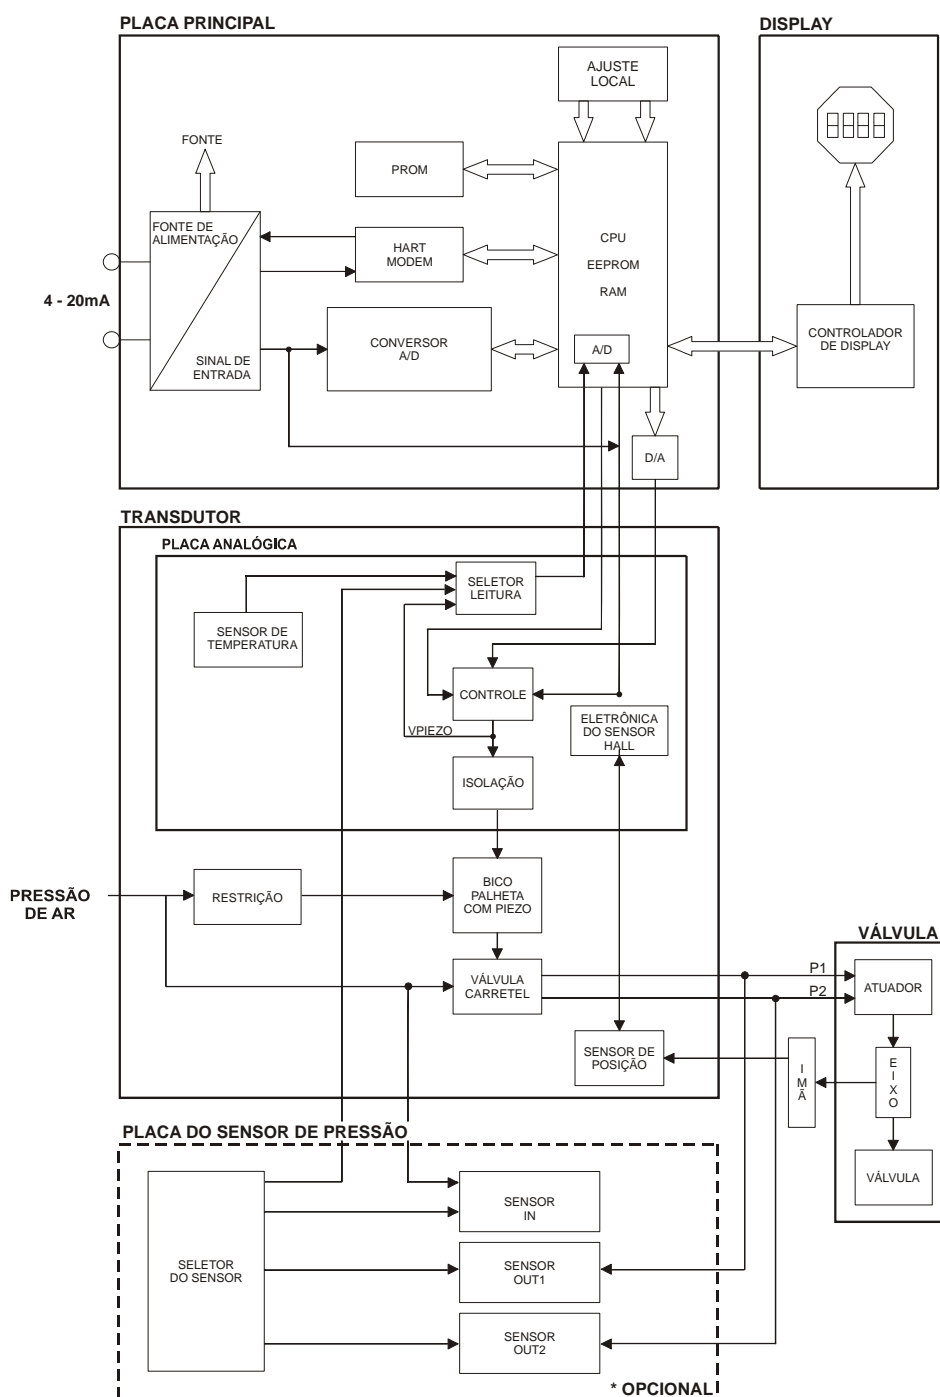 PLACA PRINCIPAL
DISPLAY
AJUSTE
LOCAL
FONTE
PROM
FONTE DE
ALIMENTAÇÃO
HART
MODEM
CPU
EEPROM
RAM
4 - 20mA
CONVERSOR
A/D
A/D
CONTROLADOR
DE DISPLAY
SINAL DE
ENTRADA
D/A
TRANSDUTOR
PLACA ANALÓGICA
SELETOR
LEITURA
SENSOR DE
TEMPERATURA
CONTROLE
VPIEZO
ELETRÔNICA
DO SENSOR
HALL
ISOLAÇÃO
PRESSÃO
DE AR
RESTRIÇÃO
BICO
PALHETA
COM PIEZO
VÁLVULA
VÁLVULA
CARRETEL
P1
P2
ATUADOR
SENSOR DE
POSIÇÃO
IMÃ
EIXO
VÁLVULA
PLACA DO SENSOR DE PRESSÃO
SENSOR
IN
SELETOR
DO SENSOR
SENSOR
OUT1
SENSOR
OUT2
* OPCIONAL